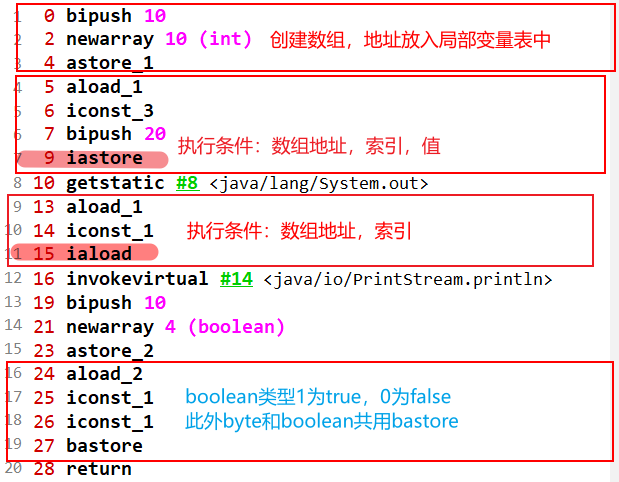 1 0 bipush 10
2 2 newarray 10 (int) 创建数组，地址放入局部变量表中
3 4 astore_1
4 5 aload_1
5 6 iconst_3
6 7 bipush 20
7 9 iastore 执行条件：数组地址，索引，值
8 10 getstatic #8 <java/lang/System.out>
9 13 aload_1
10 14 iconst_1 执行条件：数组地址，索引
11 15 iaload
12 16 invokevirtual #14 <java/io/PrintStream.println>
13 19 bipush 10
14 21 newarray 4 (boolean)
15 23 astore_2
16 24 aload_2
17 25 iconst_1 boolean类型1为true，0为false
18 26 iconst_1 此外byte和boolean共用bastore
19 27 bastore
20 28 return